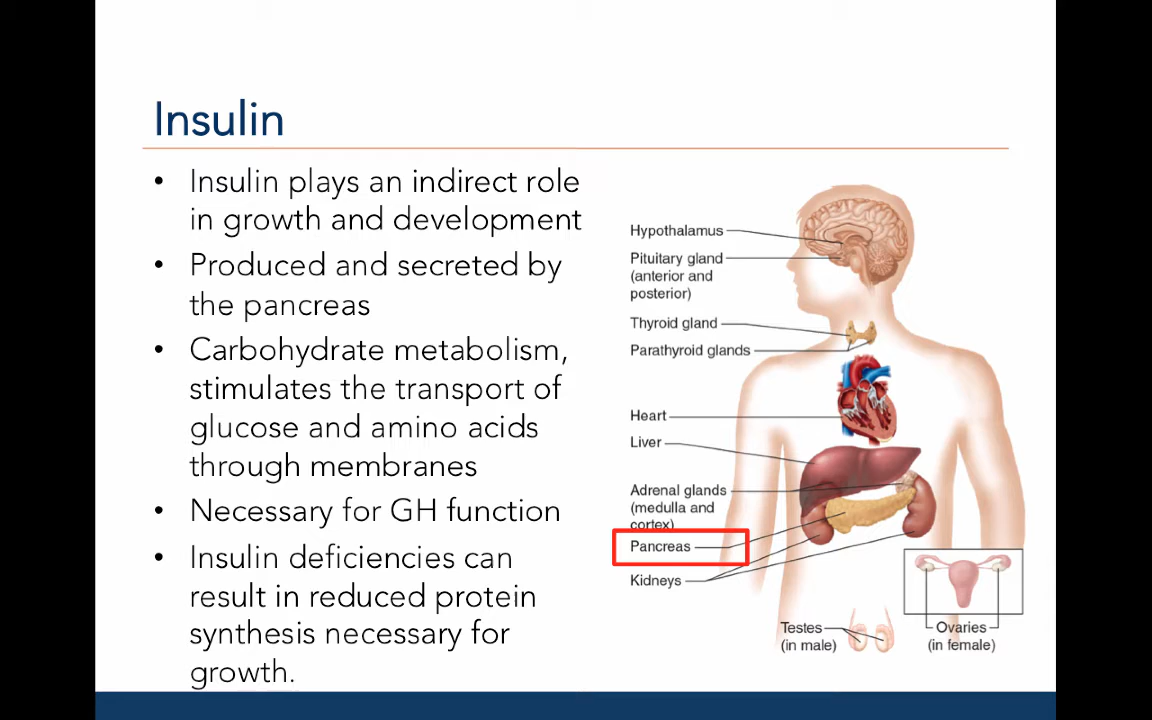 Insulin
• Insulin plays an indirect role
in growth and development
• Produced and secreted by
the pancreas
• Carbohydrate metabolism,
stimulates the transport of
glucose and amino acids
through membranes
• Necessary for GH function
• Insulin deficiencies can
result in reduced protein
synthesis necessary for
growth.
Hypothalamus
Pituitary gland
(anterior and
posterior)
Thyroid gland
Parathyroid glands
Heart
Liver
Adrenal glands
(medulla and
cortex)
Pancreas
Kidneys
Testes
(in male)
Ovaries
(in female)